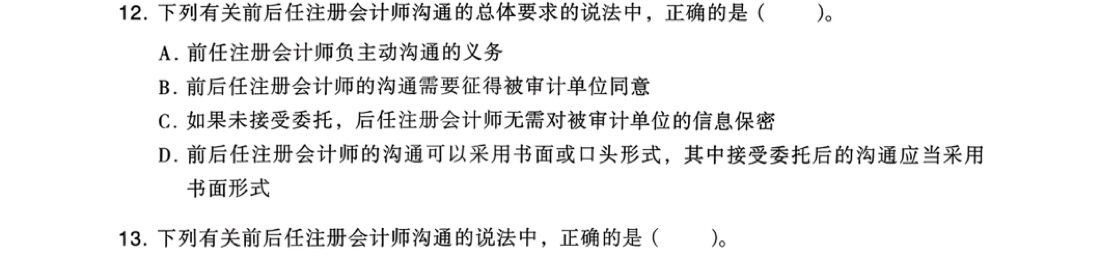 12. 下列有关前后任注册会计师沟通的总体要求的说法中，正确的是（　　）。
A. 前任注册会计师负主动沟通的义务
B. 前后任注册会计师的沟通需要征得被审计单位同意
C. 如果未接受委托，后任注册会计师无需对被审计单位的信息保密
D. 前后任注册会计师的沟通可以采用书面或口头形式，其中接受委托后的沟通应当采用
书面形式
13. 下列有关前后任注册会计师沟通的说法中，正确的是（　　）。